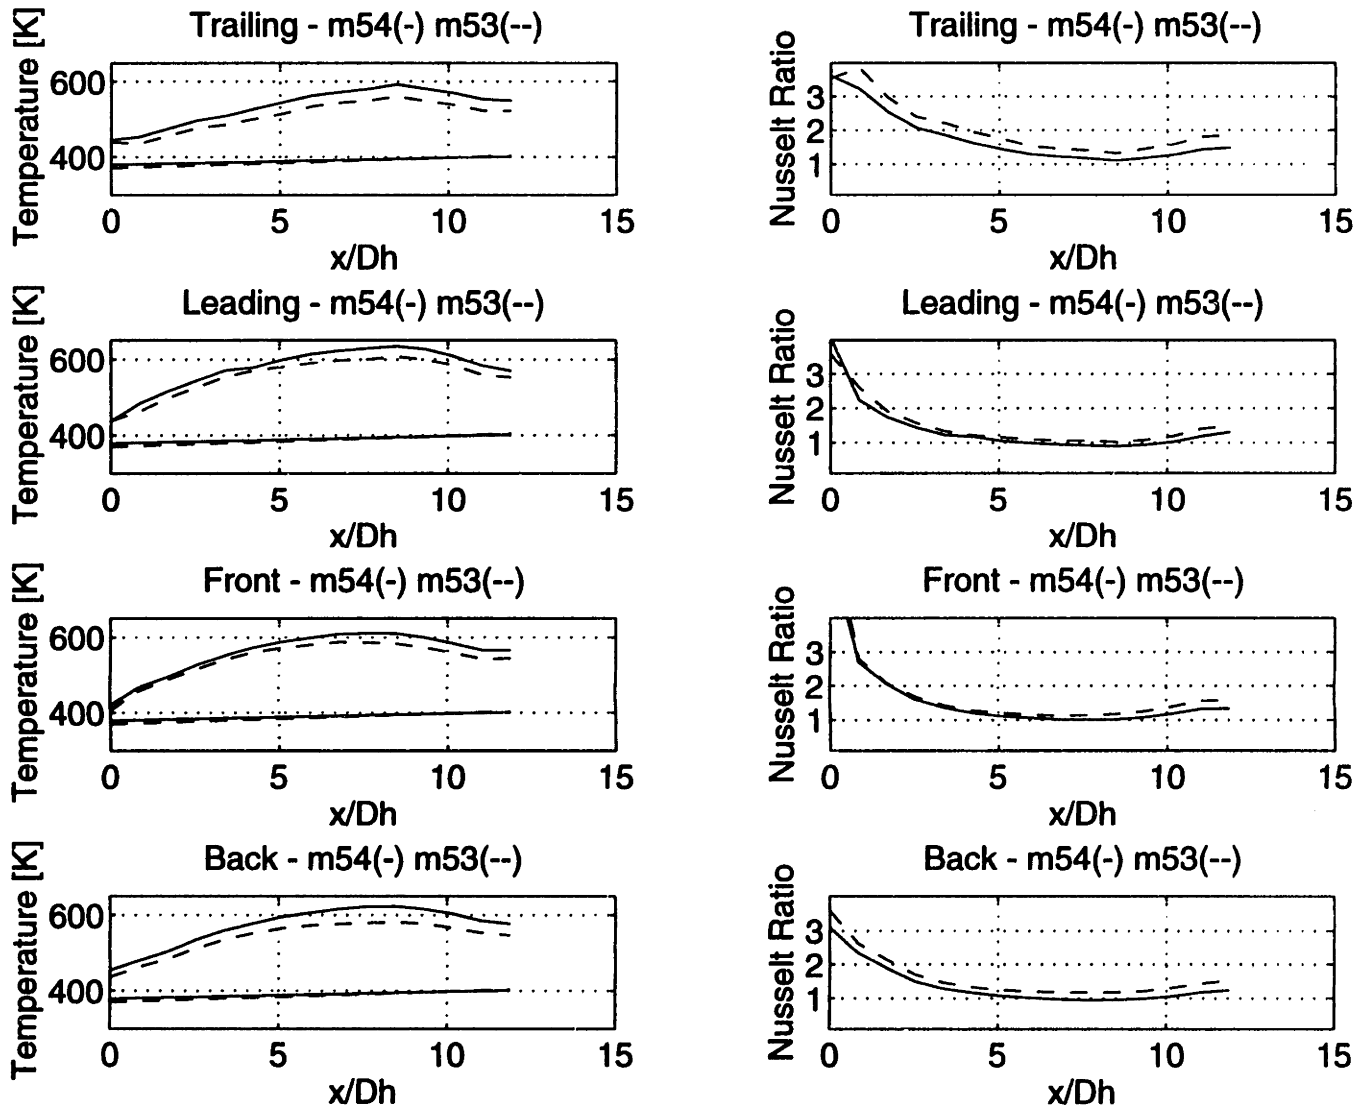 Trailing - m54(-) m53(--)
Temperature [K]
600
400
0 5 10 15
x/Dh
Trailing - m54(-) m53(--)
Nusselt Ratio
3
2
1
0 5 10 15
x/Dh
Leading - m54(-) m53(--)
Temperature [K]
600
400
0 5 10 15
x/Dh
Leading - m54(-) m53(--)
Nusselt Ratio
3
2
1
0 5 10 15
x/Dh
Front - m54(-) m53(--)
Temperature [K]
600
400
0 5 10 15
x/Dh
Front - m54(-) m53(--)
Nusselt Ratio
3
2
1
0 5 10 15
x/Dh
Back - m54(-) m53(--)
Temperature [K]
600
400
0 5 10 15
x/Dh
Back - m54(-) m53(--)
Nusselt Ratio
3
2
1
0 5 10 15
x/Dh